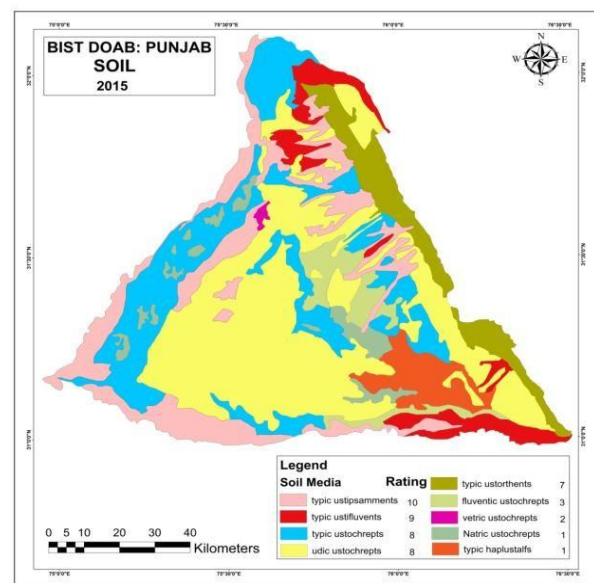 BIST DOAB: PUNJAB
SOIL
2015
N
W E
S
Legend
Soil Media Rating
typic ustipsamments 10
typic ustifluvents 9
typic ustochrepts 8
udic ustochrepts 8
typic ustorthents 7
fluventic ustochrepts 3
vetric ustochrepts 2
Natric ustochrepts 1
typic haplustalfs 1
0 5 10 20 30 40
Kilometers